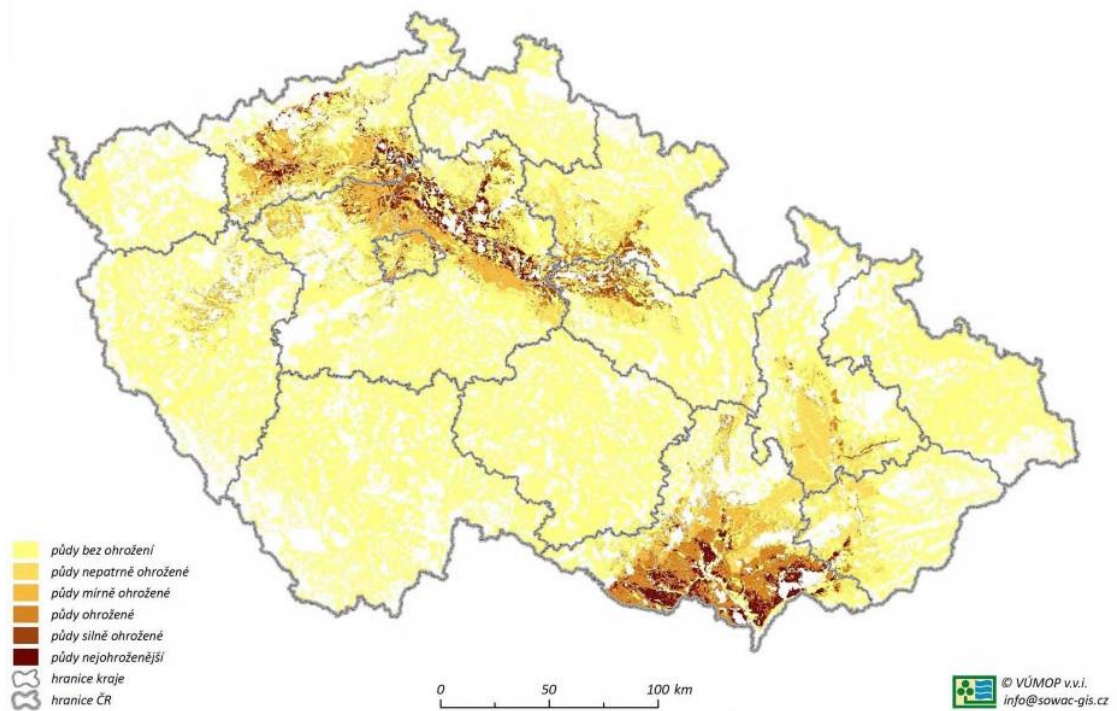 půdy bez ohrožení
půdy nepatrně ohrožené
půdy mírně ohrožené
půdy ohrožené
půdy silně ohrožené
půdy nejohroženější
hranice kraje
hranice ČR
0 50 100 km
© VÚMOP v.v.i.
info@sowac-gis.cz